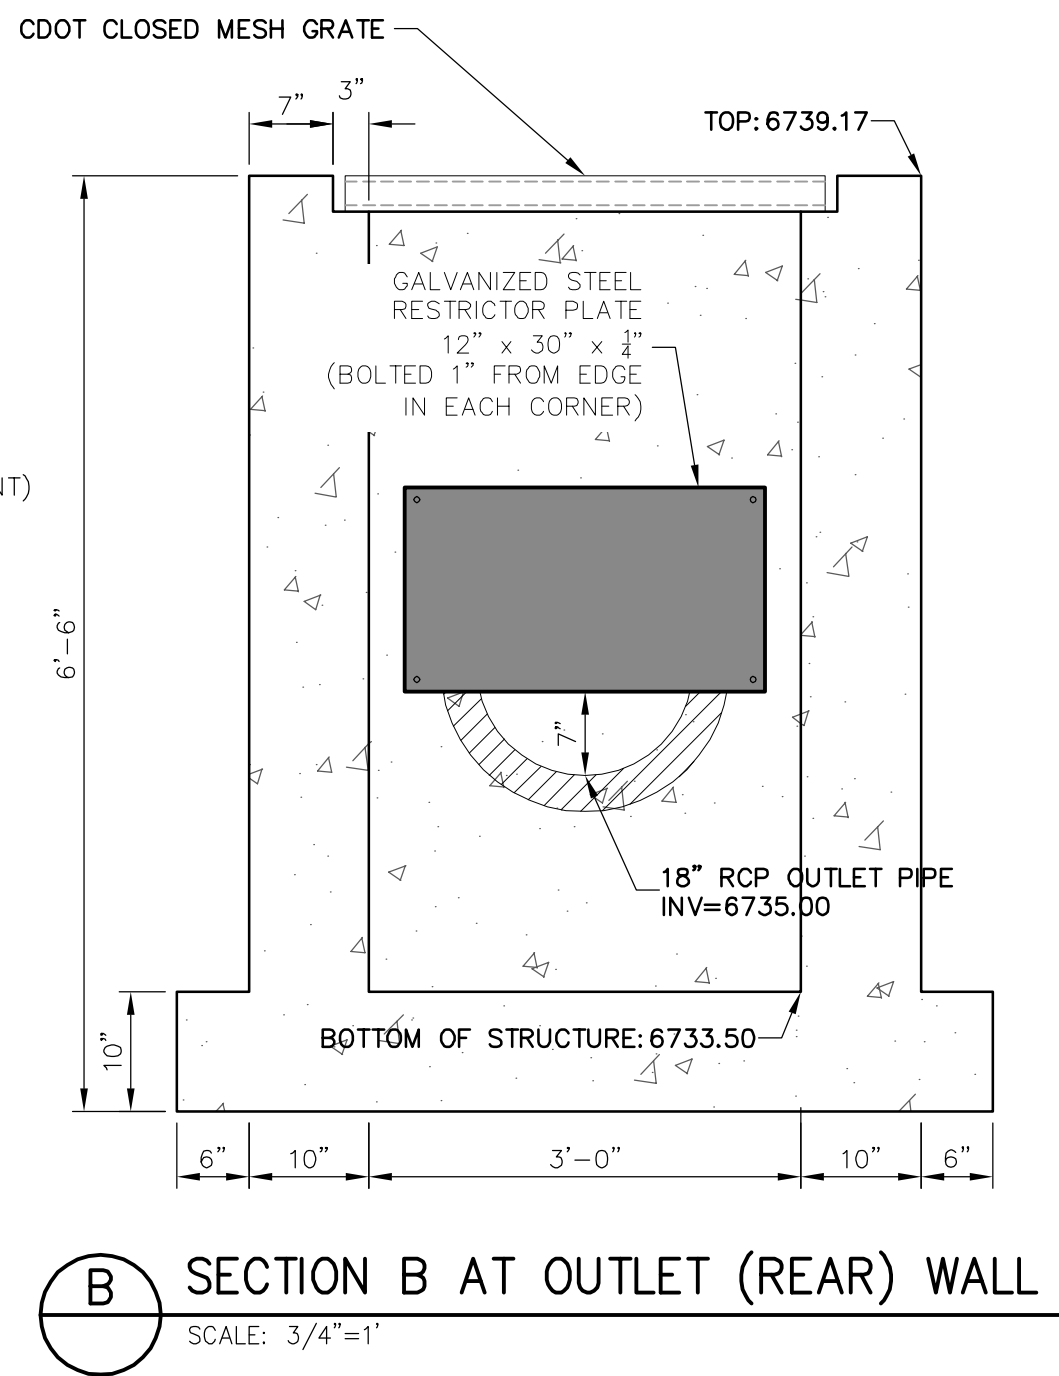 CDOT CLOSED MESH GRATE
7" 3"
TOP: 6739.17
GALVANIZED STEEL
RESTRICTOR PLATE
12" x 30" x 1/4"
(BOLTED 1" FROM EDGE
IN EACH CORNER)
NT)
6'-6"
7"
18" RCP OUTLET PIPE
INV=6735.00
10"
BOTTOM OF STRUCTURE: 6733.50
6" 10" 3'-0" 10" 6"
B
SECTION B AT OUTLET (REAR) WALL
SCALE: 3/4"=1'